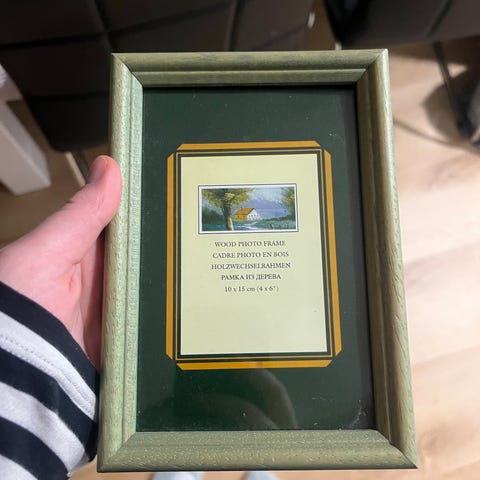 WOOD PHOTO FRAME
CADRE PHOTO EN BOIS
HOLZWECHSELRAHMEN
РАМКА ИЗ ДЕРЕВА
10 x 15 cm (4 x 6")